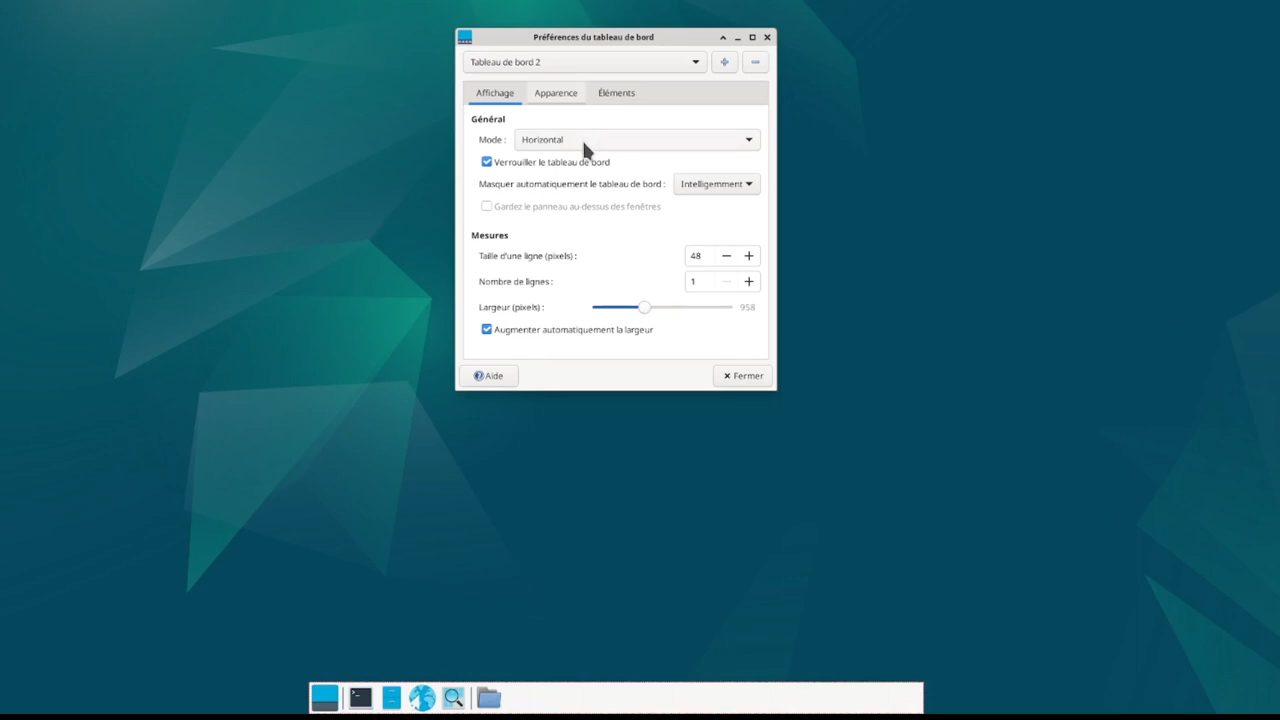 Préférences du tableau de bord
Tableau de bord 2
Affichage Apparence Éléments
Général
Mode : Horizontal
Verrouiller le tableau de bord
Masquer automatiquement le tableau de bord : Intelligemment
Gardez le panneau au-dessus des fenêtres
Mesures
Taille d'une ligne (pixels) : 48
Nombre de lignes : 1
Largeur (pixels) : 958
Augmenter automatiquement la largeur
Aide Fermer